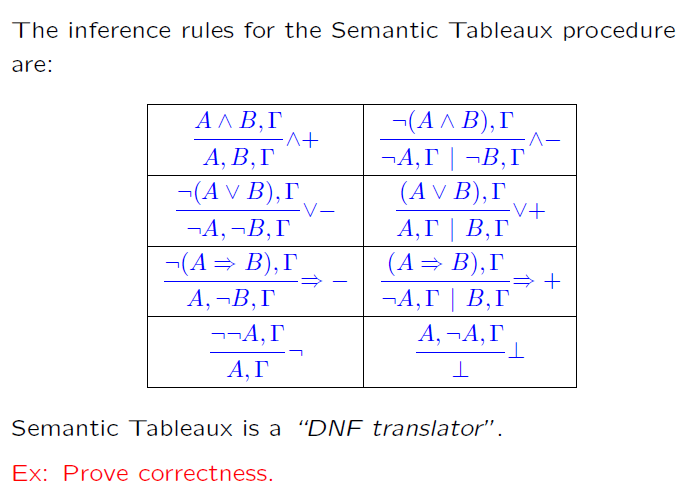 The inference rules for the Semantic Tableaux procedure
are:
A ∧ B, Γ
A, B, Γ
∧+
¬(A ∧ B), Γ
¬A, Γ | ¬B, Γ
∧−
¬(A ∨ B), Γ
¬A, ¬B, Γ
∨−
(A ∨ B), Γ
A, Γ | B, Γ
∨+
¬(A ⇒ B), Γ
A, ¬B, Γ
⇒ −
(A ⇒ B), Γ
¬A, Γ | B, Γ
⇒ +
¬¬A, Γ
A, Γ
¬
A, ¬A, Γ
⊥
⊥
Semantic Tableaux is a “DNF translator”.
Ex: Prove correctness.